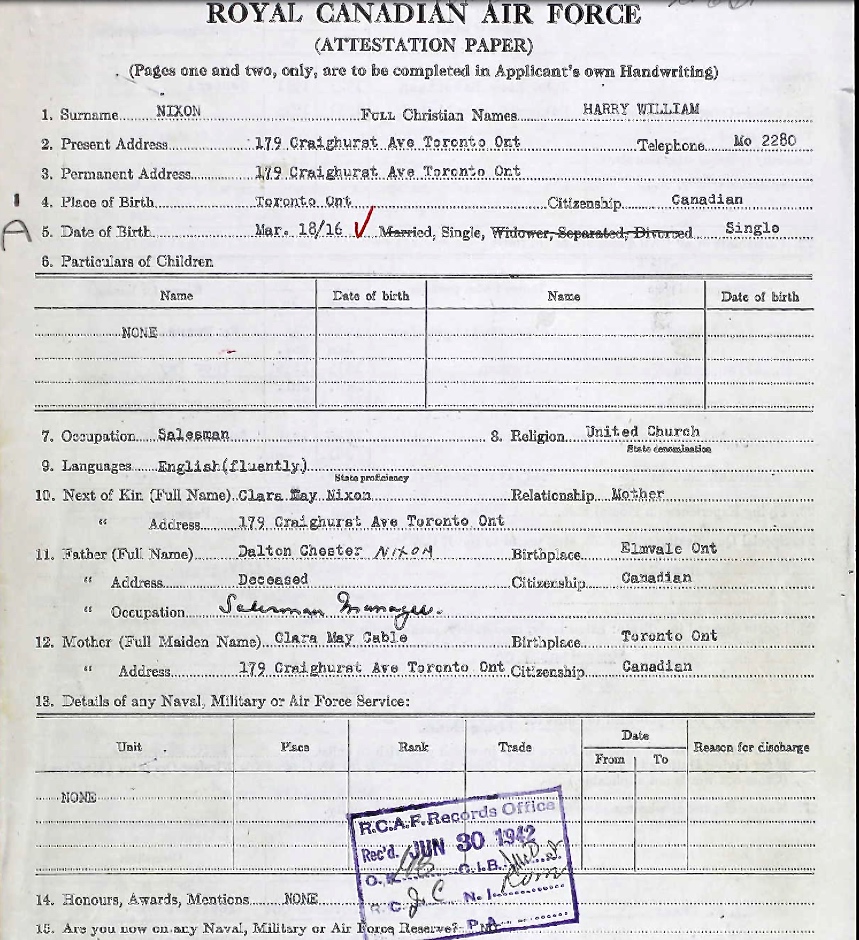 ROYAL CANADIAN AIR FORCE
(ATTESTATION PAPER)
(Pages one and two, only, are to be completed in Applicant's own Handwriting)
1. Surname NIXON FULL Christian Names HARRY WILLIAM
2. Present Address 179 Craighurst Ave Toronto Ont Telephone Mo 2280
3. Permanent Address 179 Craighurst Ave Toronto Ont
4. Place of Birth Toronto Ont Citizenship Canadian
A 5. Date of Birth Mar. 18/16 ✓ Married, Single, Widower, Separated, Divorced Single
6. Particulars of Children
Name Date of birth Name Date of birth
NONE
7. Occupation Salesman 8. Religion United Church
State denomination
9. Languages English(fluently)
State proficiency
10. Next of Kin (Full Name) Clara May Nixon Relationship Mother
" Address 179 Craighurst Ave Toronto Ont
11. Father (Full Name) Dalton Chester NIXON Birthplace Elmvale Ont
" Address Deceased Citizenship Canadian
" Occupation Salesman Manager.
12. Mother (Full Maiden Name) Clara May Cable Birthplace Toronto Ont
" Address 179 Craighurst Ave Toronto Ont Citizenship Canadian
13. Details of any Naval, Military or Air Force Service:
Unit Place Rank Trade Date Reason for discharge
From To
NONE
R.C.A.F. Records Office
Rec'd. JUN 30 1942
C.I.B.
R.C. J.C N.I.
P.A.
14. Honours, Awards, Mentions NONE
15. Are you now on any Naval, Military or Air Force Reserve?